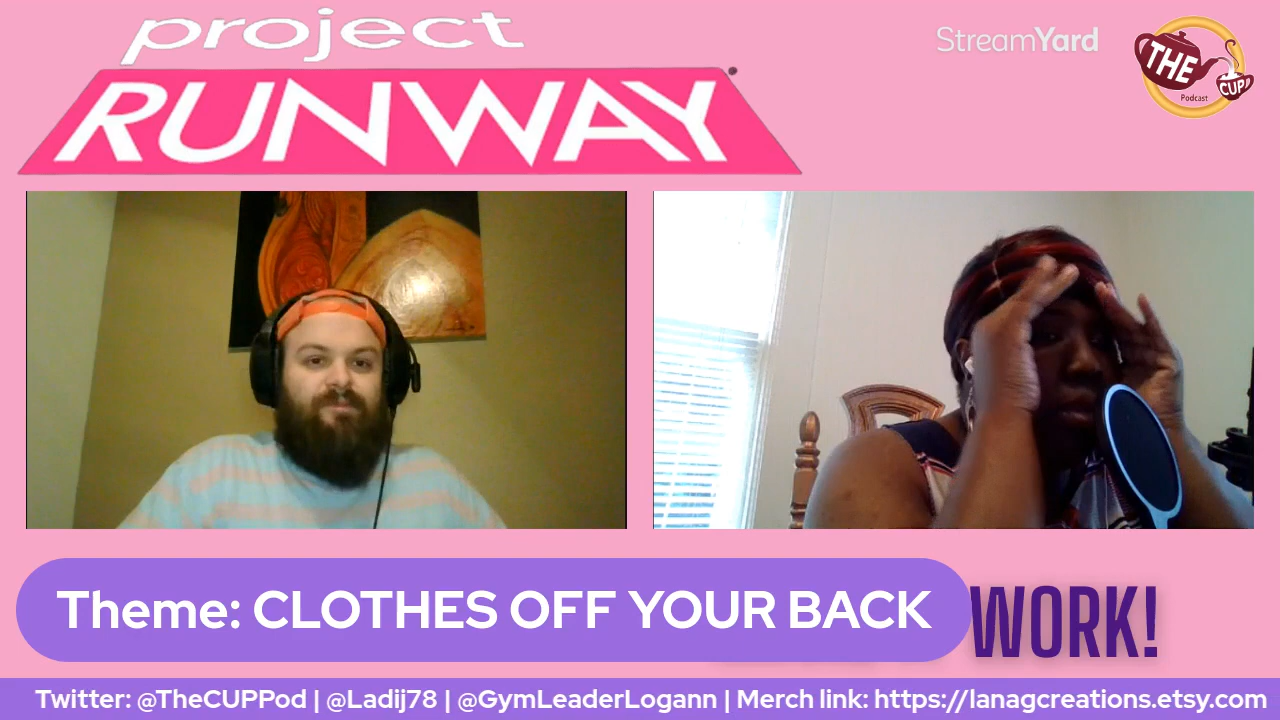 project
RUNWAY
StreamYard
THE
CUP
Podcast
Theme: CLOTHES OFF YOUR BACK
WORK!
Twitter: @TheCUPPod | @Ladij78 | @GymLeaderLogann | Merch link: https://lanagcreations.etsy.com